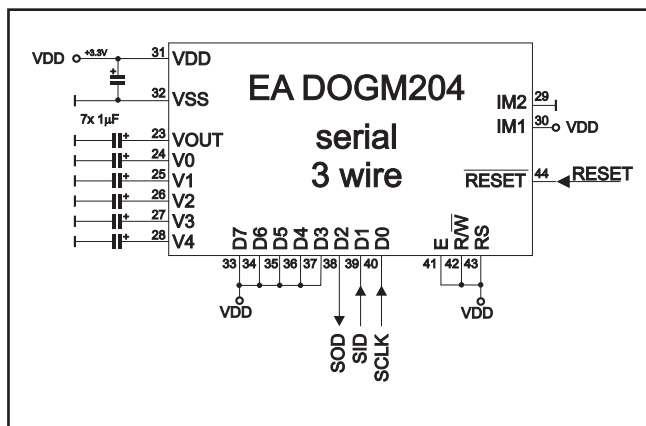 VDD +3.3V 31 VDD
32 VSS
7x 1µF
23 VOUT
24 V0
25 V1
26 V2
27 V3
28 V4
EA DOGM204
serial
3 wire
IM2 29
IM1 30 VDD
RESET 44 RESET
D7 D6 D5 D4 D3 D2 D1 D0 E R/W RS
33 34 35 36 37 38 39 40 41 42 43
VDD
SOD
SID
SCLK
VDD